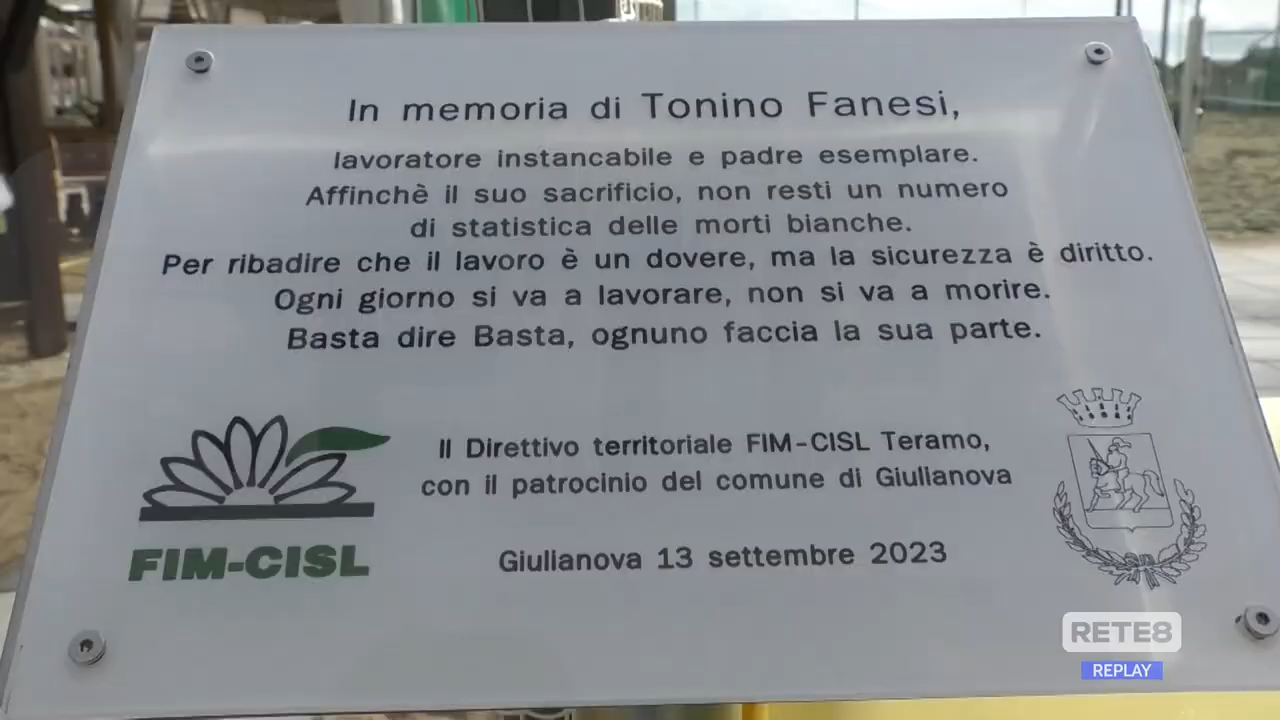 In memoria di Tonino Fanesi,
lavoratore instancabile e padre esemplare.
Affinchè il suo sacrificio, non resti un numero
di statistica delle morti bianche.
Per ribadire che il lavoro è un dovere, ma la sicurezza è diritto.
Ogni giorno si va a lavorare, non si va a morire.
Basta dire Basta, ognuno faccia la sua parte.
Il Direttivo territoriale FIM-CISL Teramo,
con il patrocinio del comune di Giulianova
FIM-CISL
Giulianova 13 settembre 2023
RETE8
REPLAY